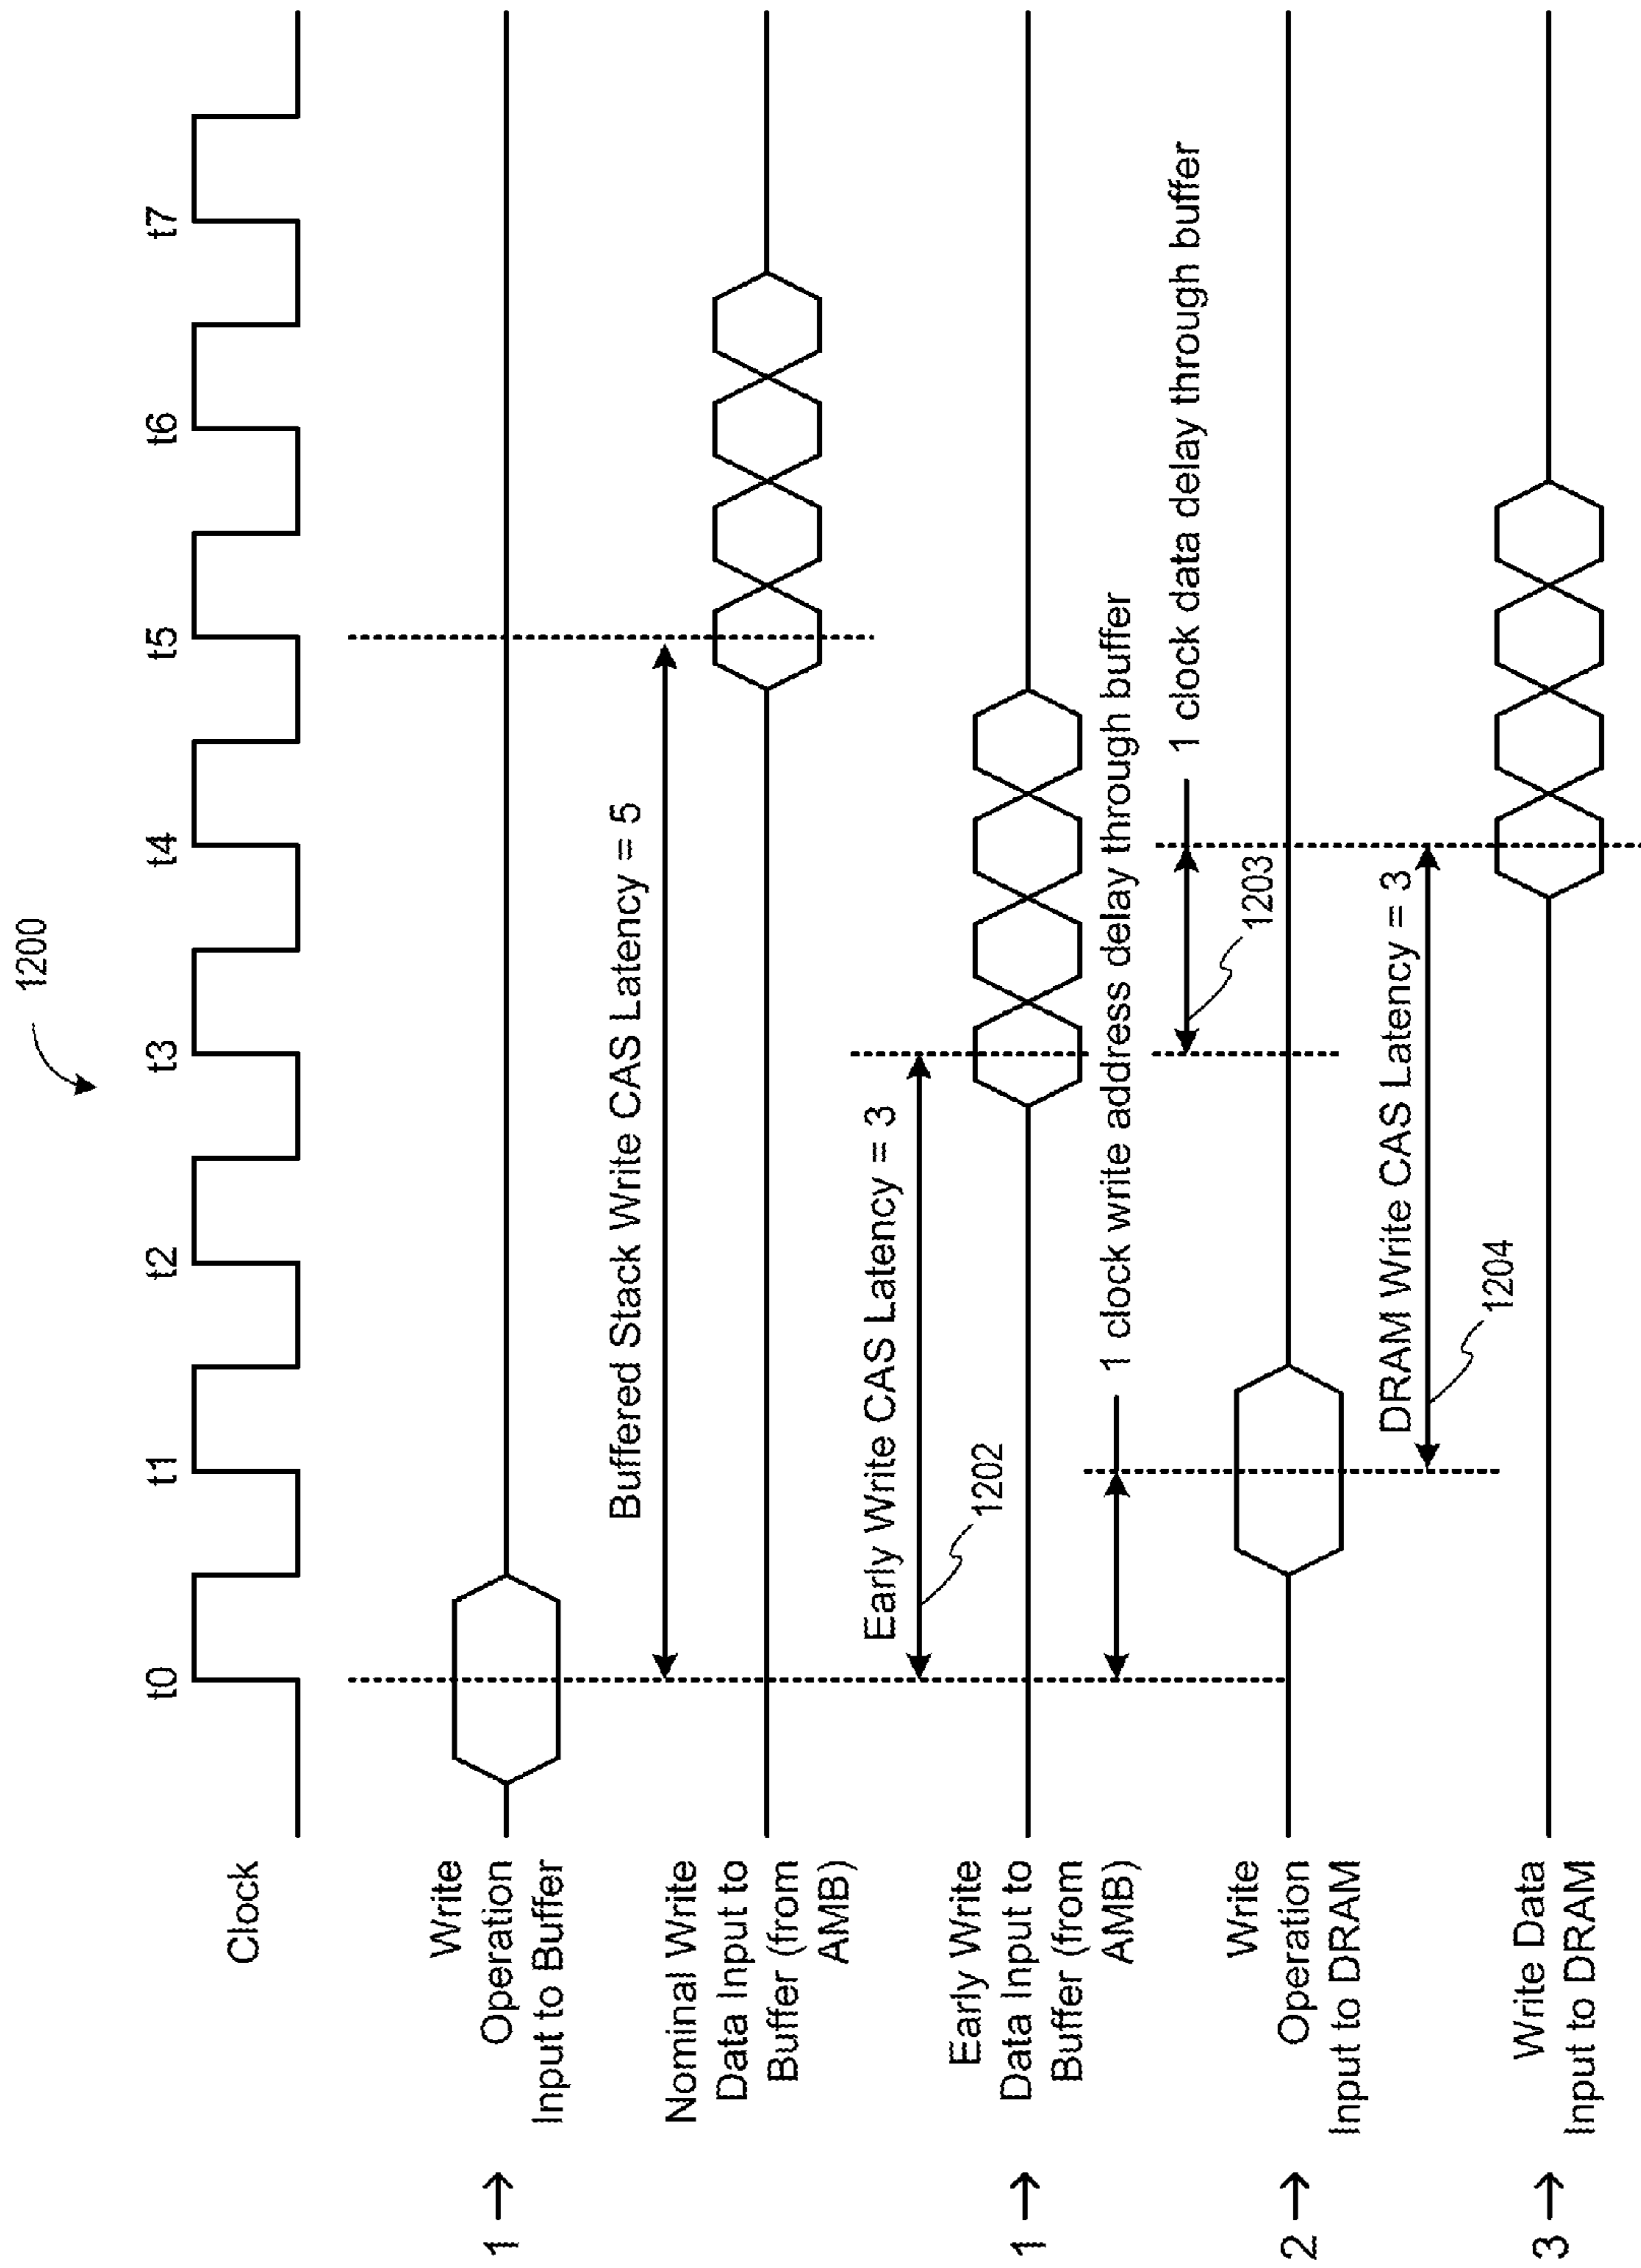 1200
t0 t1 t2 t3 t4 t5 t6 t7
Clock
1→
Write
Operation
Input to Buffer
Buffered Stack Write CAS Latency = 5
Nominal Write
Data Input to
Buffer (from
AMB)
Early Write CAS Latency = 3
1202
1→
Early Write
Data Input to
Buffer (from
AMB)
1 clock write address delay through buffer
1 clock data delay through buffer
1203
2→
Write
Operation
Input to DRAM
DRAM Write CAS Latency = 3
1204
3→
Write Data
Input to DRAM